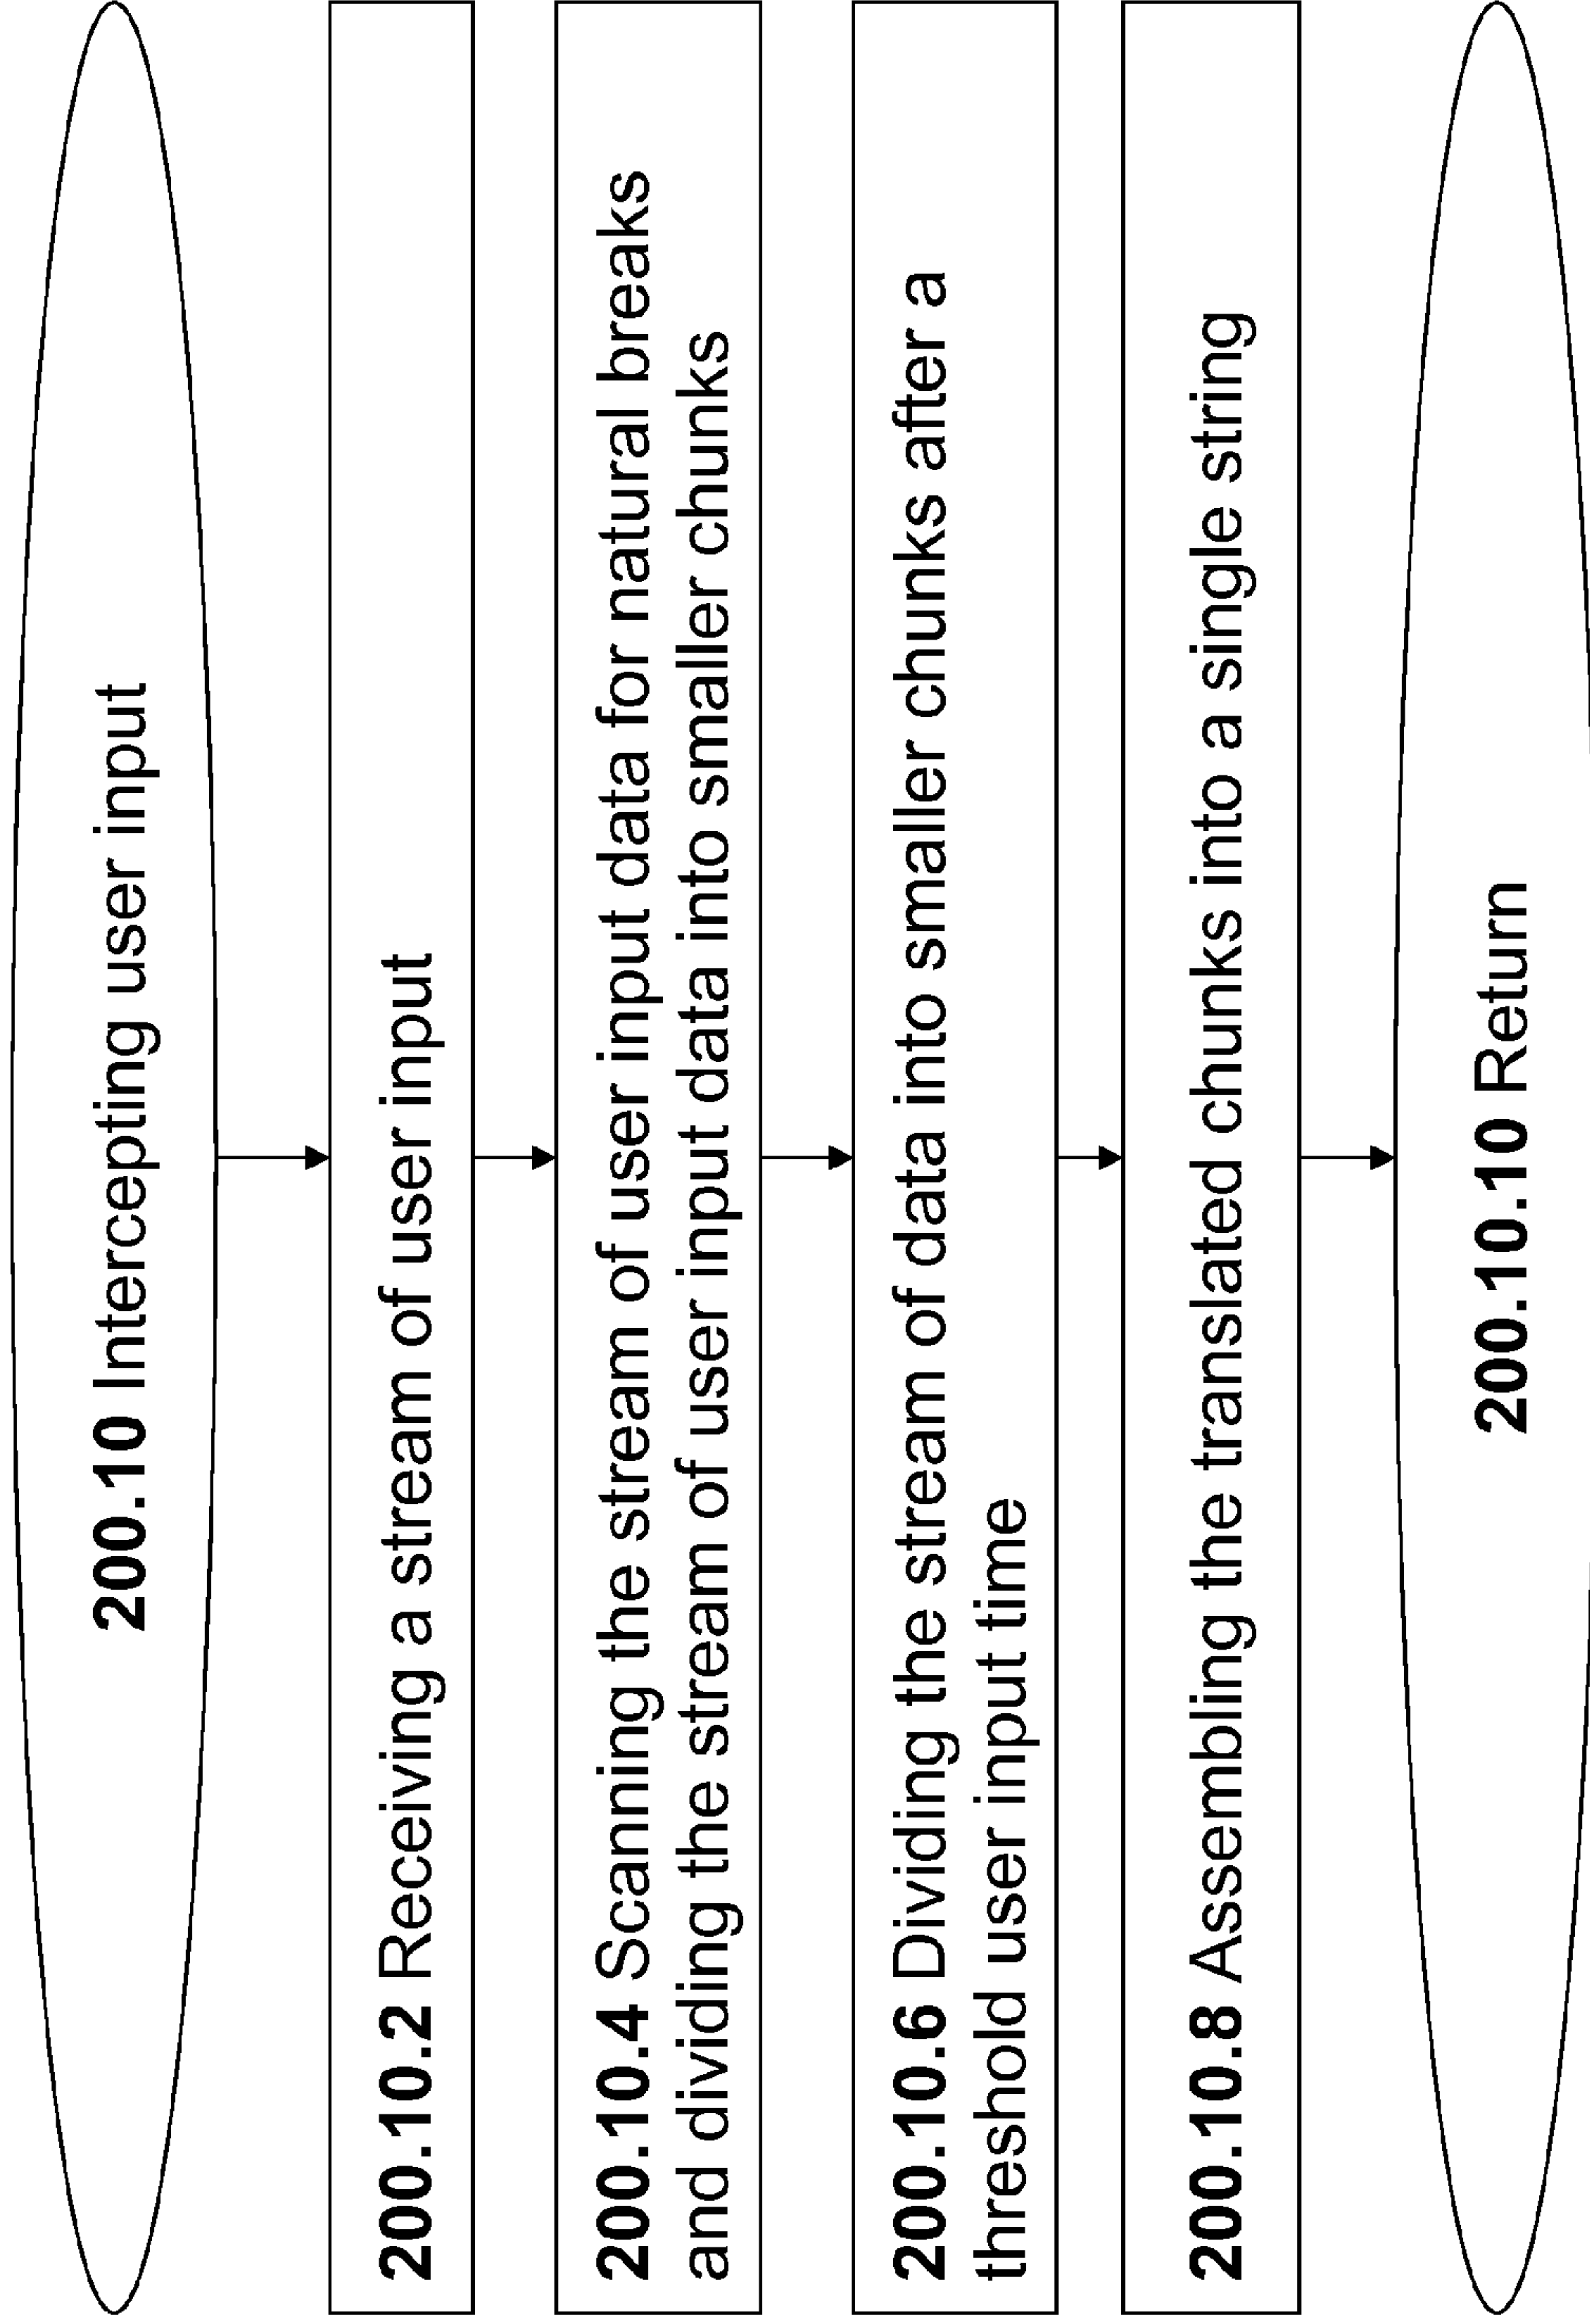 200.10 Intercepting user input
200.10.2 Receiving a stream of user input
200.10.4 Scanning the stream of user input data for natural breaks
and dividing the stream of user input data into smaller chunks
200.10.6 Dividing the stream of data into smaller chunks after a
threshold user input time
200.10.8 Assembling the translated chunks into a single string
200.10.10 Return